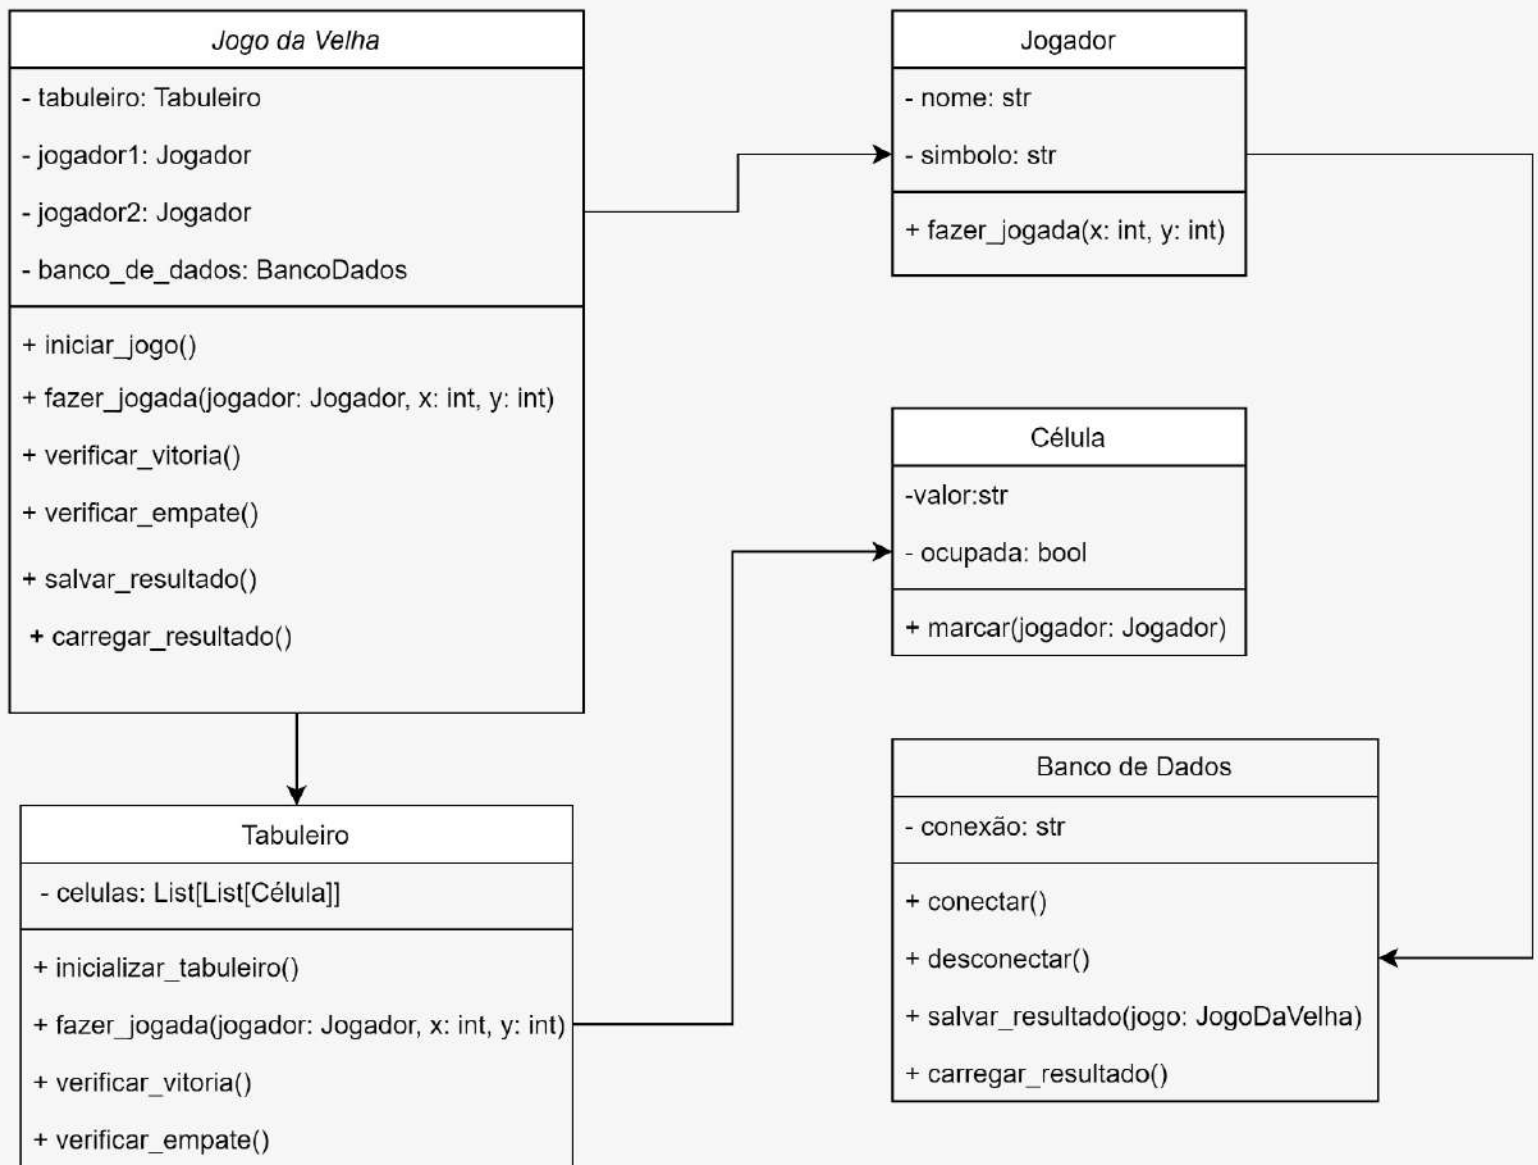 Jogo da Velha
- tabuleiro: Tabuleiro
- jogador1: Jogador
- jogador2: Jogador
- banco_de_dados: BancoDados
+ iniciar_jogo()
+ fazer_jogada(jogador: Jogador, x: int, y: int)
+ verificar_vitoria()
+ verificar_empate()
+ salvar_resultado()
+ carregar_resultado()
Jogador
- nome: str
- simbolo: str
+ fazer_jogada(x: int, y: int)
Célula
-valor:str
- ocupada: bool
+ marcar(jogador: Jogador)
Tabuleiro
- celulas: List[List[Célula]]
+ inicializar_tabuleiro()
+ fazer_jogada(jogador: Jogador, x: int, y: int)
+ verificar_vitoria()
+ verificar_empate()
Banco de Dados
- conexão: str
+ conectar()
+ desconectar()
+ salvar_resultado(jogo: JogoDaVelha)
+ carregar_resultado()